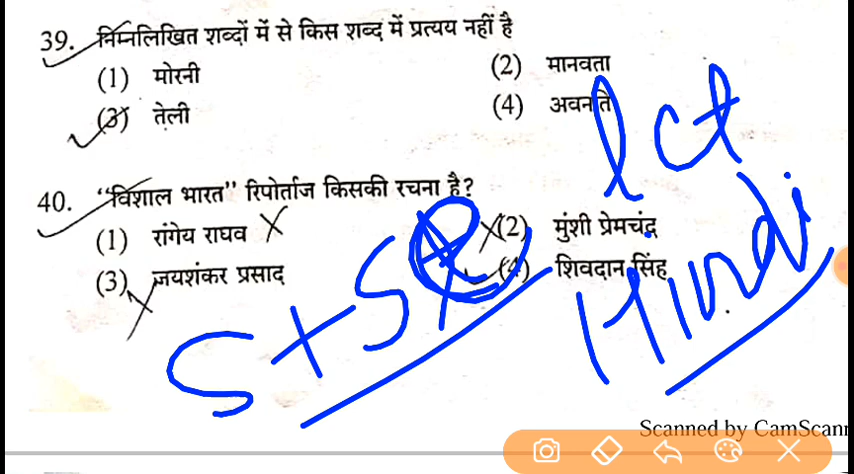 39. निम्नलिखित शब्दों में से किस शब्द में प्रत्यय नहीं है
(1) मोरनी (2) मानवता
(3) तेली (4) अवनति
40. “विशाल भारत” रिपोर्ताज किसकी रचना है?
(1) रांगेय राघव (2) मुंशी प्रेमचंद्र
(3) जयशंकर प्रसाद (4) शिवदान सिंह
lct
Hindi
Scanned by CamScann